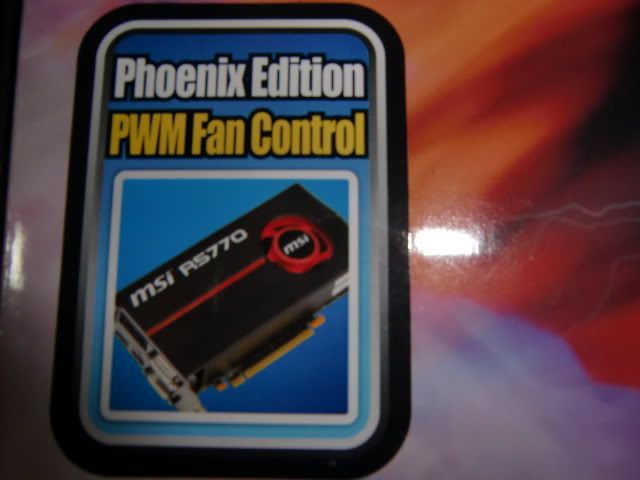 Phoenix Edition
PWM Fan Control
msi R5770
msi